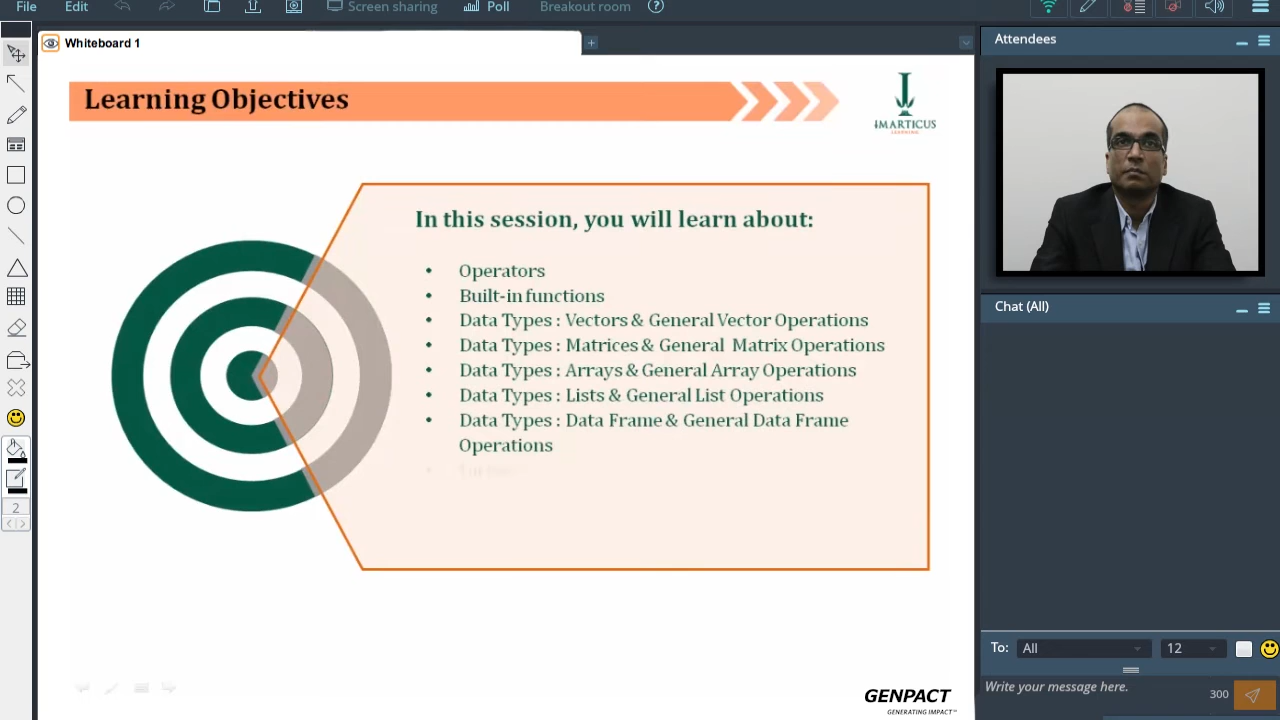 File Edit Screen sharing Poll Breakout room
Whiteboard 1
Learning Objectives
IMARTICUS
LEARNING
In this session, you will learn about:
• Operators
• Built-in functions
• Data Types : Vectors & General Vector Operations
• Data Types : Matrices & General Matrix Operations
• Data Types : Arrays & General Array Operations
• Data Types : Lists & General List Operations
• Data Types : Data Frame & General Data Frame
Operations
GENPACT
GENERATING IMPACT™
2
Attendees
Chat (All)
To: All 12
Write your message here.
300